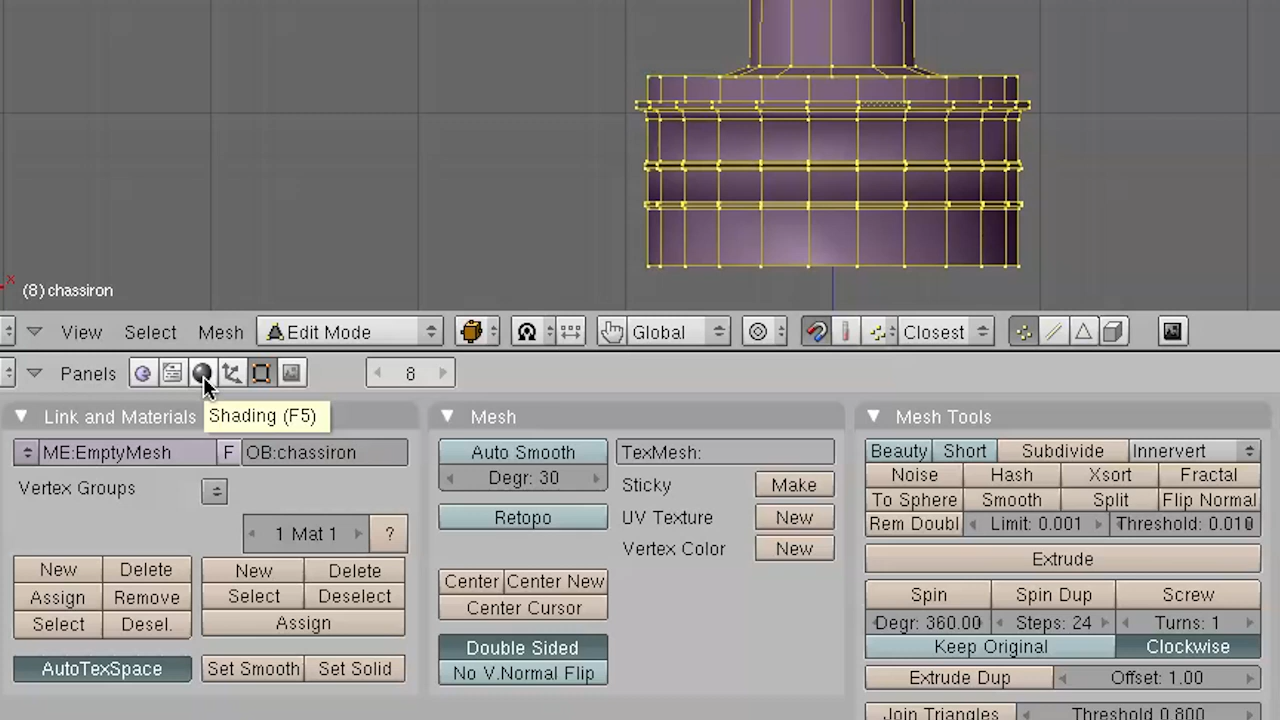 x
(8) chassiron
View Select Mesh Edit Mode Global Closest
Panels 8
Shading (F5)
Link and Materials
ME:EmptyMesh F OB:chassiron
Vertex Groups
1 Mat 1 ?
New Delete New Delete
Assign Remove Select Deselect
Select Desel. Assign
AutoTexSpace Set Smooth Set Solid
Mesh
Auto Smooth TexMesh:
Degr: 30 Sticky Make
Retopo UV Texture New
Vertex Color New
Center Center New
Center Cursor
Double Sided
No V.Normal Flip
Mesh Tools
Beauty Short Subdivide Innervert
Noise Hash Xsort Fractal
To Sphere Smooth Split Flip Normal
Rem Doubl Limit: 0.001 Threshold: 0.010
Extrude
Spin Spin Dup Screw
Degr: 360.00 Steps: 24 Turns: 1
Keep Original Clockwise
Extrude Dup Offset: 1.00
Join Triangles Threshold 0.800